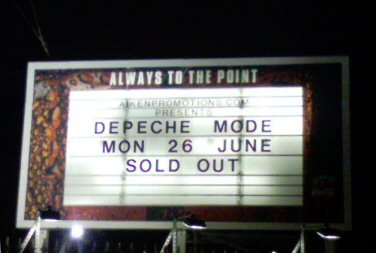 ALWAYS TO THE POINT
AIKENPROMOTIONS.COM
PRESENTS
DEPECHE MODE
MON 26 JUNE
SOLD OUT